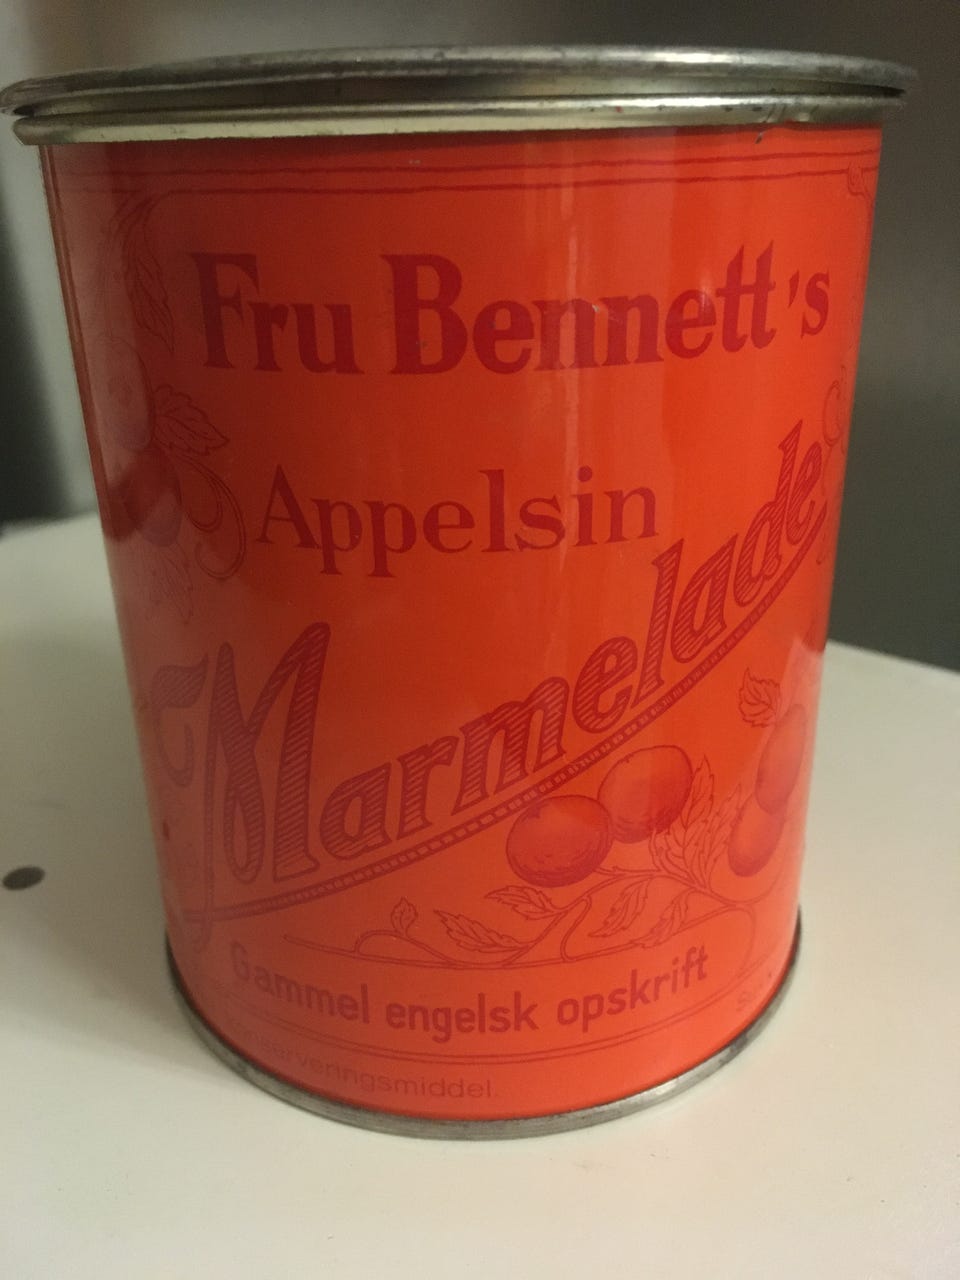 Fru Bennett's
Appelsin
Marmelade
Gammel engelsk opskrift